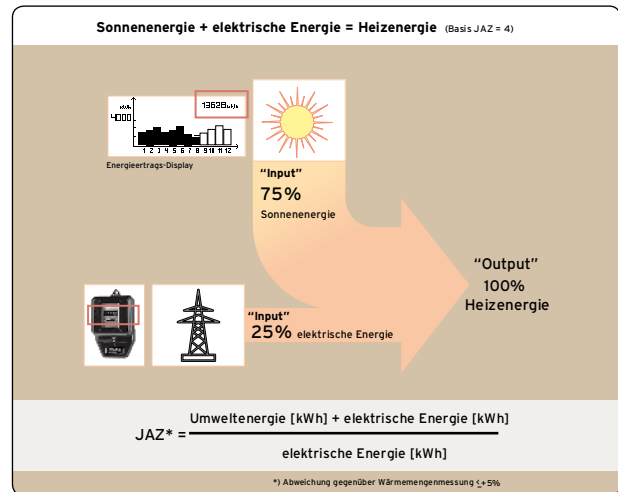 Sonnenenergie + elektrische Energie = Heizenergie (Basis JAZ = 4)
kWh
4000
13628kWh
1 2 3 4 5 6 7 8 9 10 11 12
Energieertrags-Display
"Input"
75%
Sonnenenergie
"Output"
100%
Heizenergie
"Input"
25% elektrische Energie
JAZ* = Umweltenergie [kWh] + elektrische Energie [kWh]
elektrische Energie [kWh]
*) Abweichung gegenüber Wärmemengenmessung ≤+5%